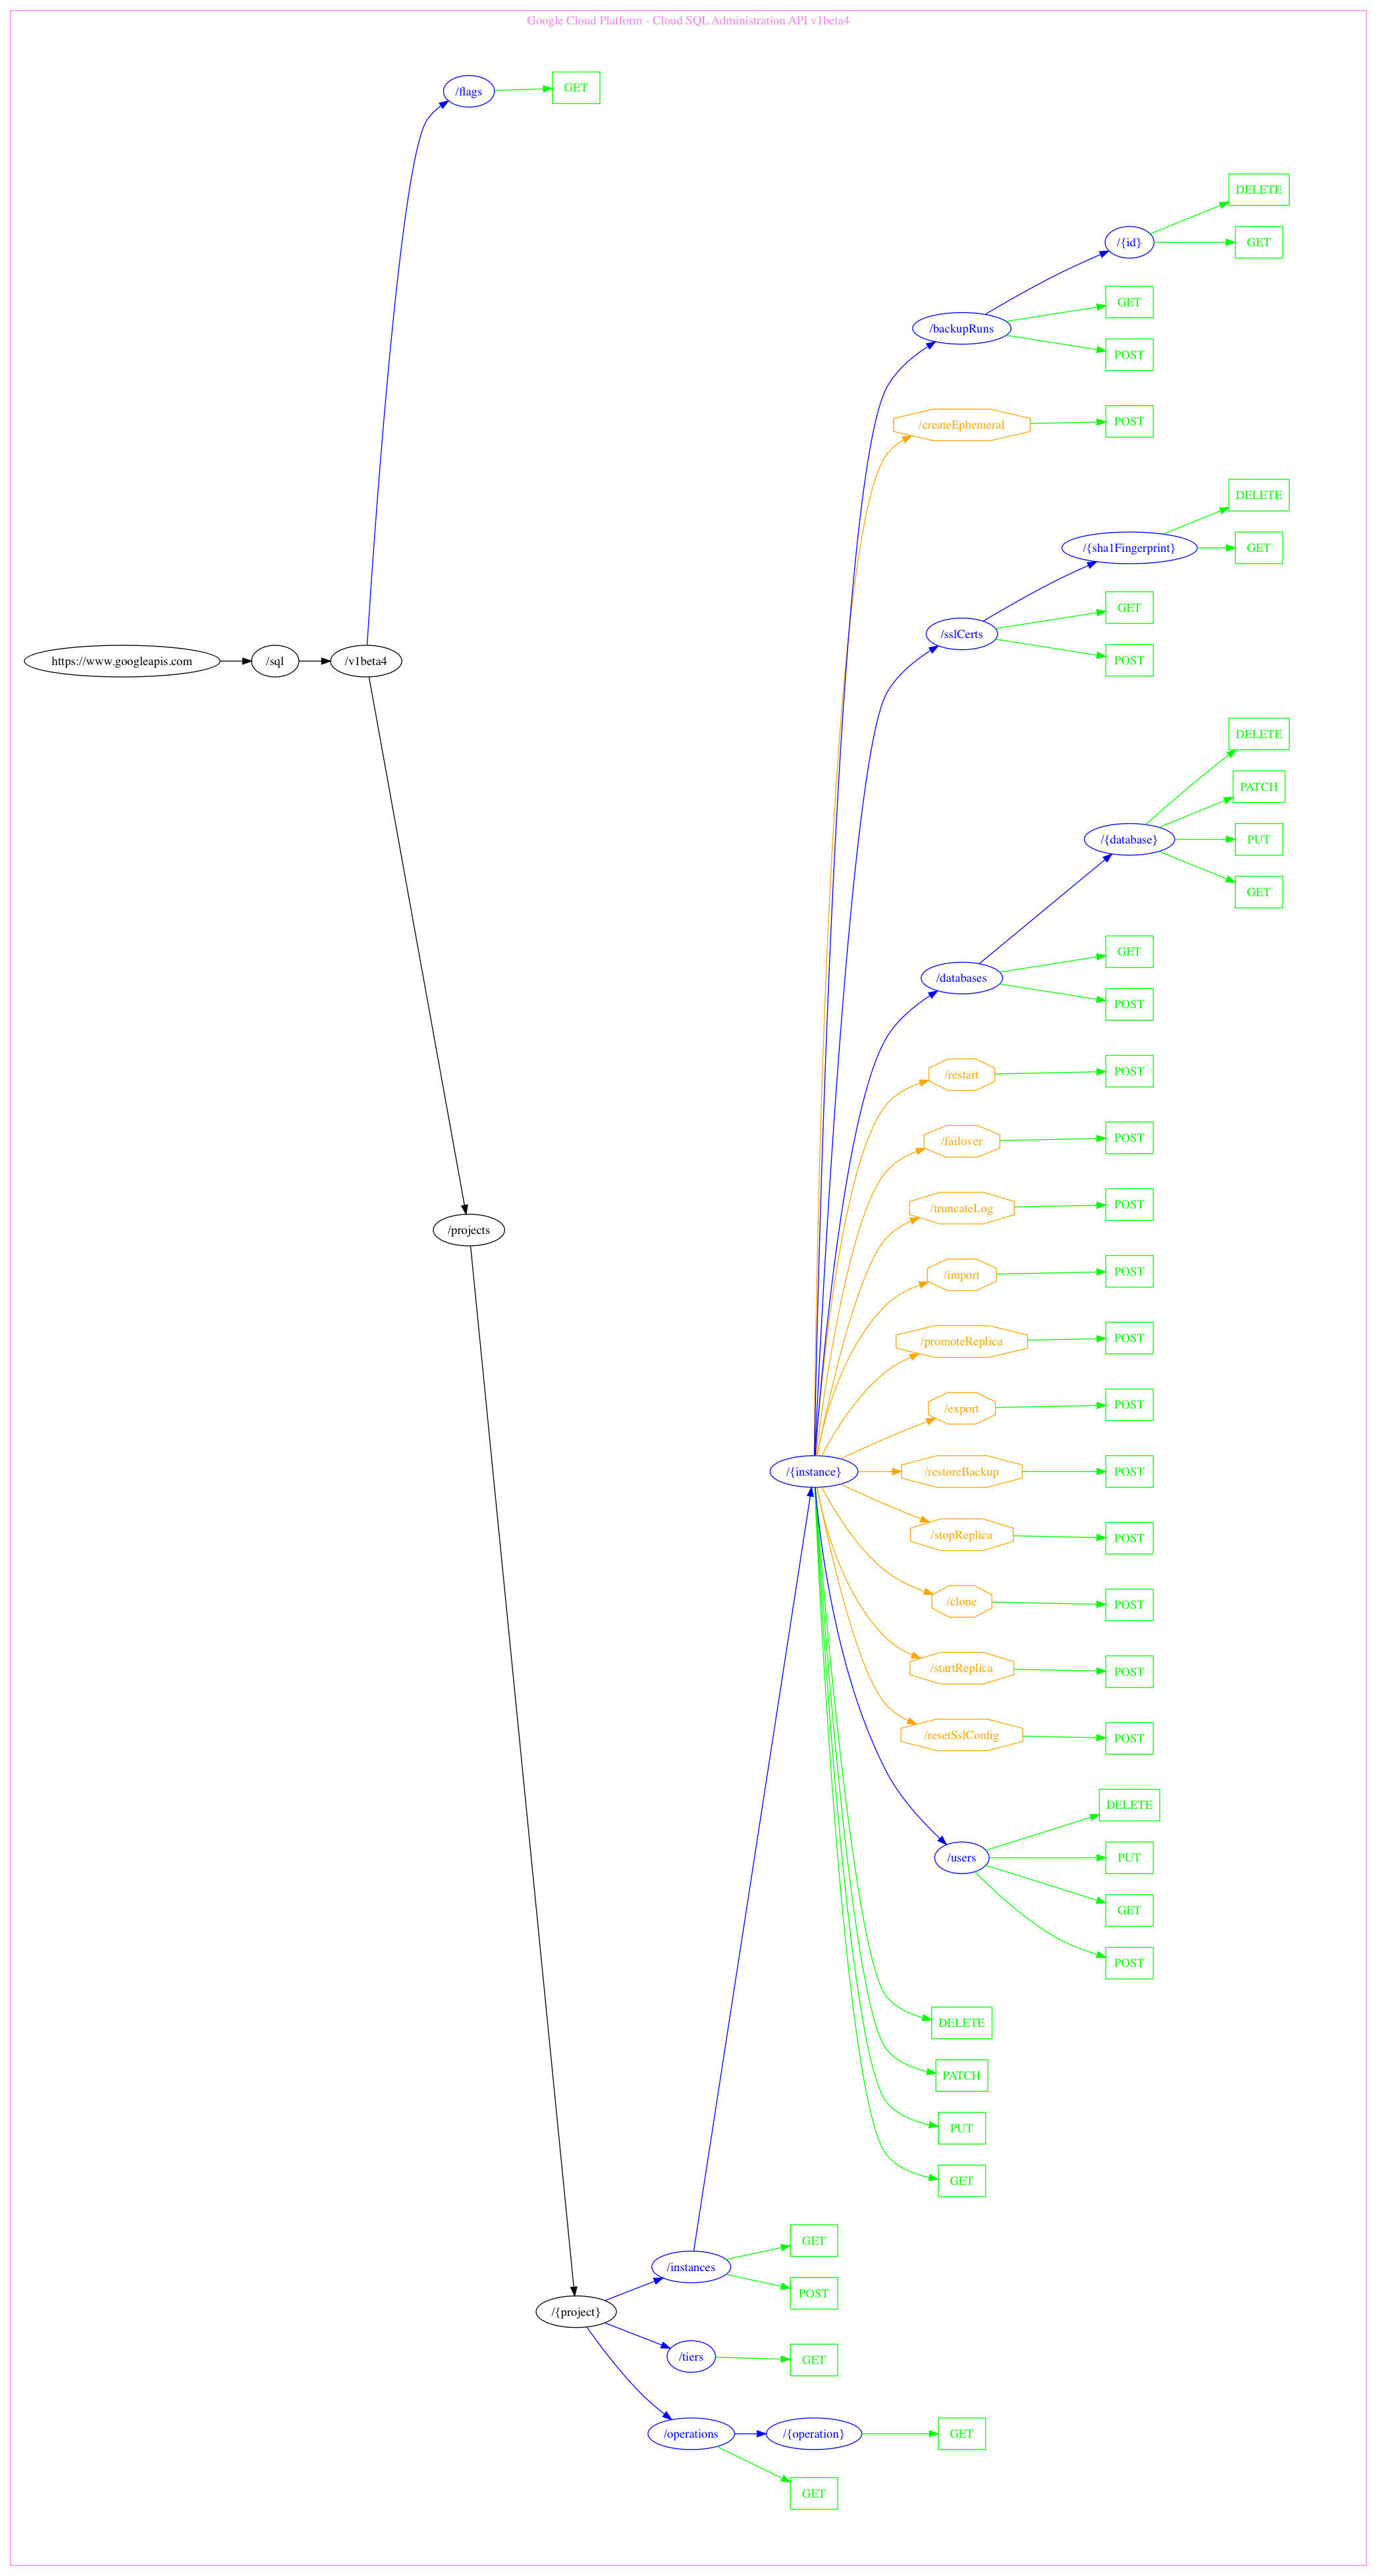 Google Cloud Platform - Cloud SQL Administration API v1beta4
/flags
GET
DELETE
/{id}
GET
GET
/backupRuns
POST
/createEphemeral
POST
DELETE
/{sha1Fingerprint}
GET
GET
/sslCerts
POST
https://www.googleapis.com
/sql
/v1beta4
DELETE
PATCH
/{database}
PUT
GET
GET
/databases
POST
/restart
POST
/failover
POST
/truncateLog
POST
/projects
/import
POST
/promoteReplica
POST
/export
POST
/{instance}
/restoreBackup
POST
/stopReplica
POST
/clone
POST
/startReplica
POST
/resetSslConfig
POST
DELETE
/users
PUT
GET
POST
DELETE
PATCH
PUT
GET
GET
/instances
POST
/{project}
/tiers
GET
/operations
/{operation}
GET
GET